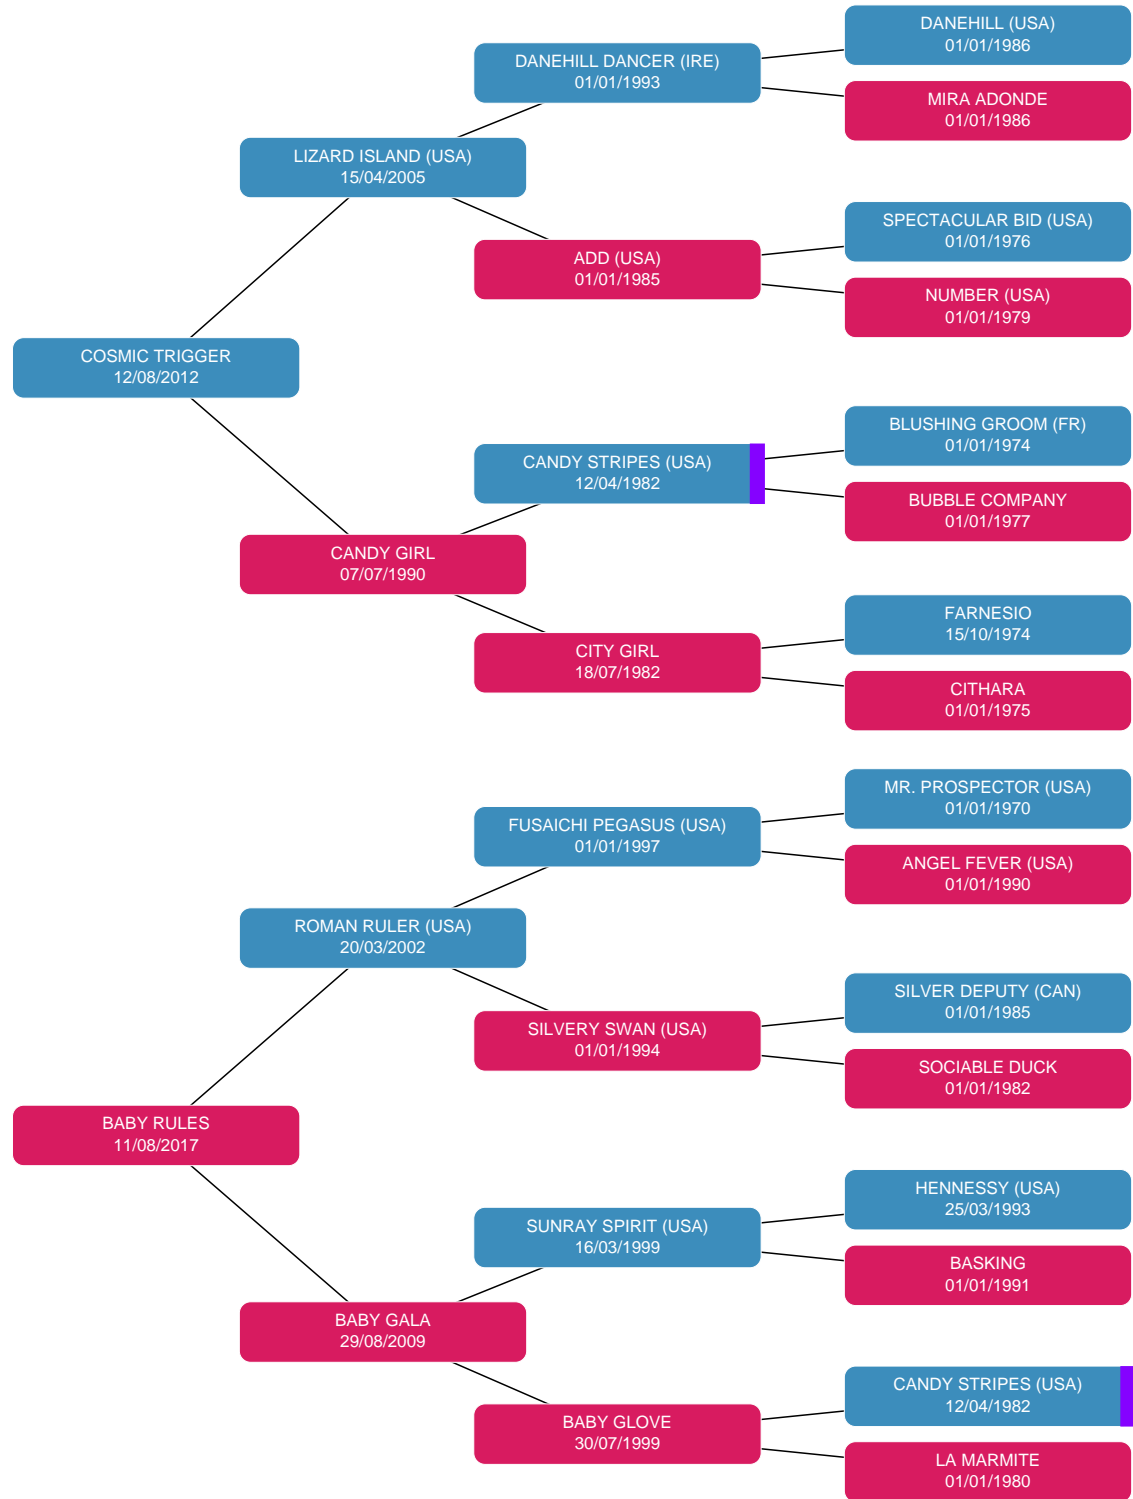 DANEHILL (USA)
01/01/1986
DANEHILL DANCER (IRE)
01/01/1993
MIRA ADONDE
01/01/1986
LIZARD ISLAND (USA)
15/04/2005
SPECTACULAR BID (USA)
01/01/1976
ADD (USA)
01/01/1985
NUMBER (USA)
01/01/1979
COSMIC TRIGGER
12/08/2012
BLUSHING GROOM (FR)
01/01/1974
CANDY STRIPES (USA)
12/04/1982
BUBBLE COMPANY
01/01/1977
CANDY GIRL
07/07/1990
FARNESIO
15/10/1974
CITY GIRL
18/07/1982
CITHARA
01/01/1975
MR. PROSPECTOR (USA)
01/01/1970
FUSAICHI PEGASUS (USA)
01/01/1997
ANGEL FEVER (USA)
01/01/1990
ROMAN RULER (USA)
20/03/2002
SILVER DEPUTY (CAN)
01/01/1985
SILVERY SWAN (USA)
01/01/1994
SOCIABLE DUCK
01/01/1982
BABY RULES
11/08/2017
HENNESSY (USA)
25/03/1993
SUNRAY SPIRIT (USA)
16/03/1999
BASKING
01/01/1991
BABY GALA
29/08/2009
CANDY STRIPES (USA)
12/04/1982
BABY GLOVE
30/07/1999
LA MARMITE
01/01/1980